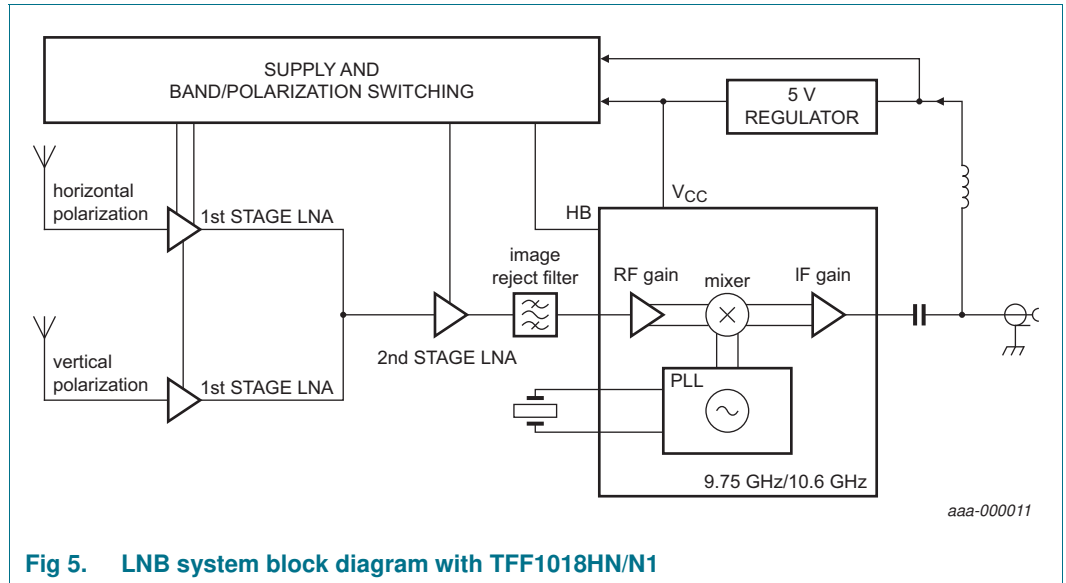 SUPPLY AND
BAND/POLARIZATION SWITCHING
5 V
REGULATOR
horizontal
polarization
1st STAGE LNA
HB
VCC
image
reject filter
RF gain
mixer
IF gain
2nd STAGE LNA
vertical
polarization
1st STAGE LNA
PLL
9.75 GHz/10.6 GHz
aaa-000011
Fig 5. LNB system block diagram with TFF1018HN/N1